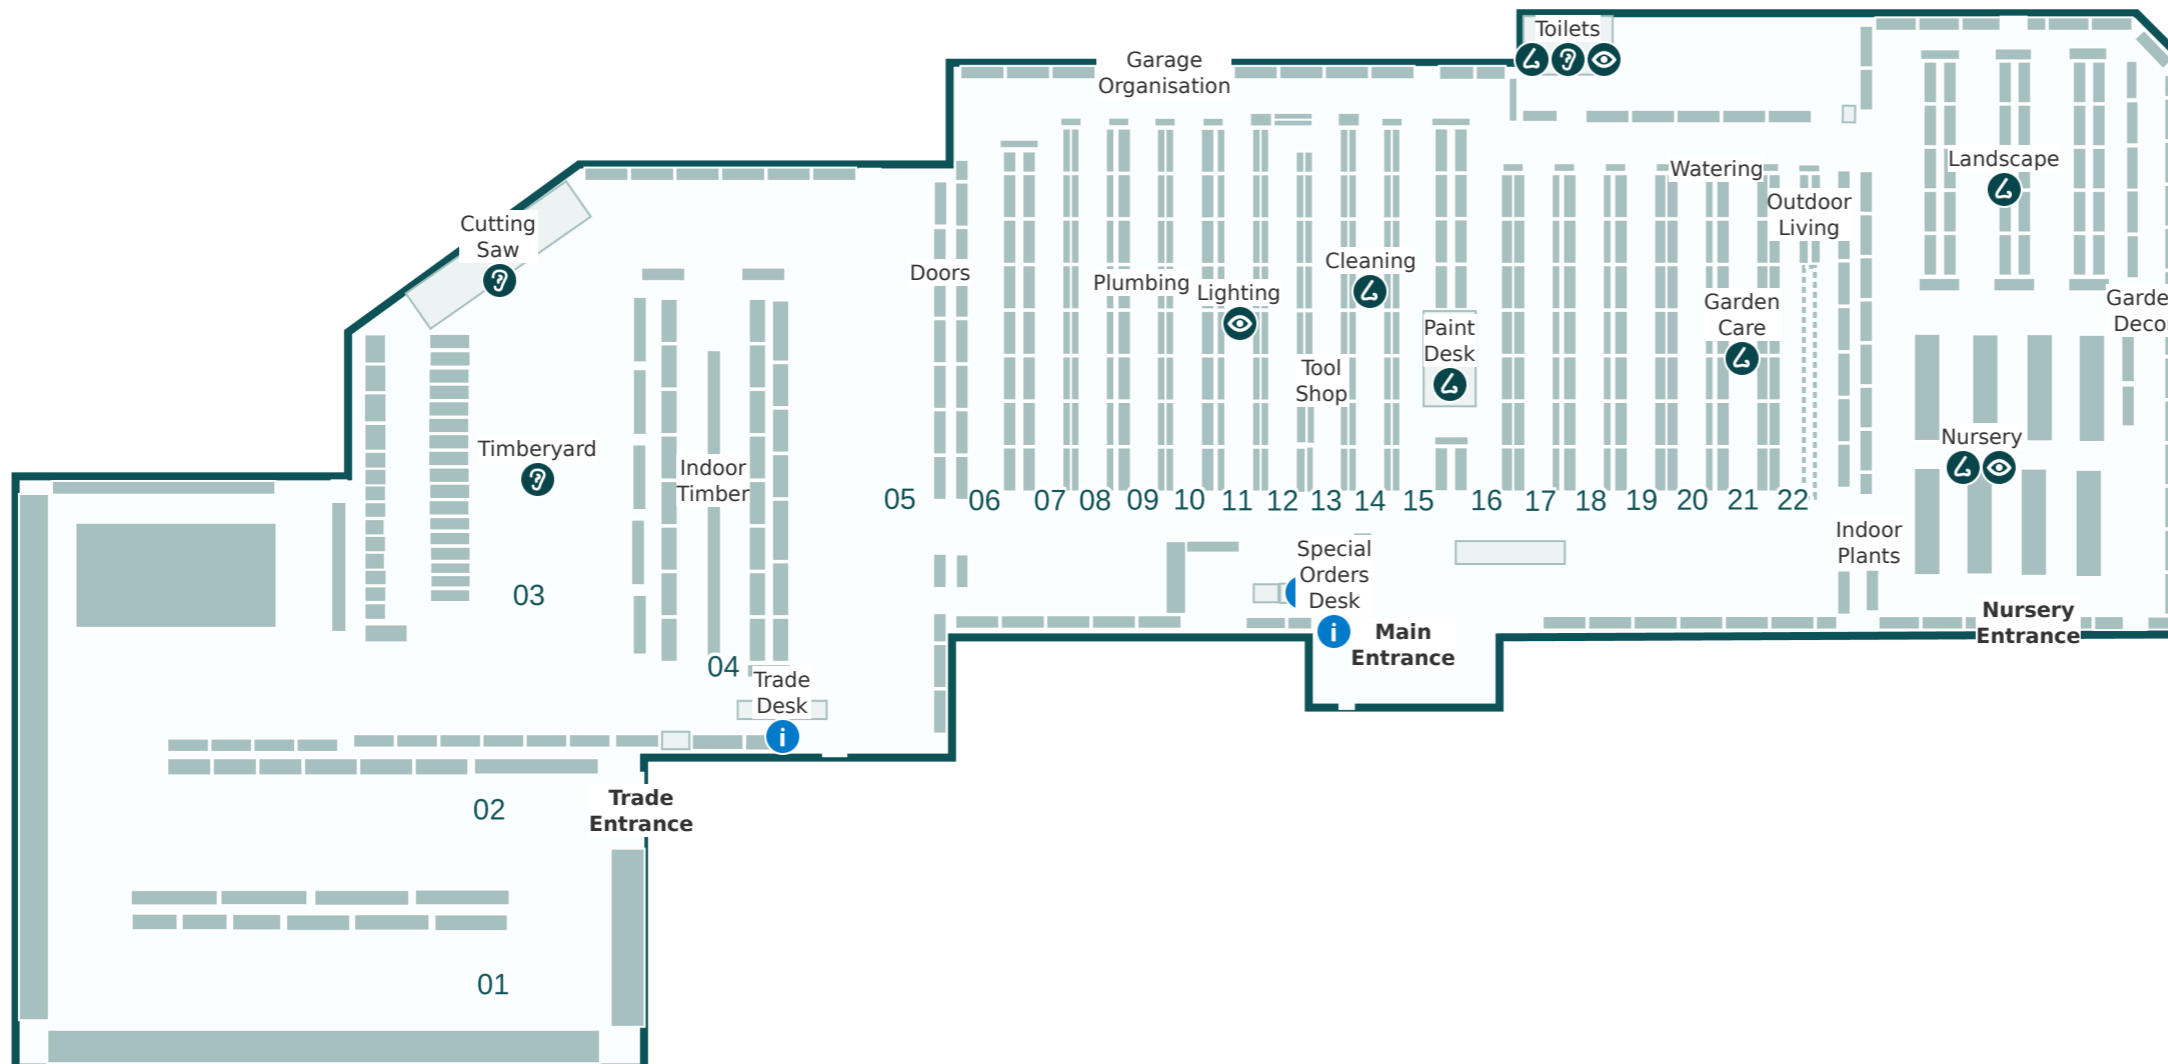 Toilets
Garage
Organisation
Landscape
Watering
Outdoor
Living
Cutting
Saw
Doors
Plumbing
Lighting
Cleaning
Garden
Care
Paint
Desk
Tool
Shop
Garde
Deco
Timberyard
Indoor
Timber
Nursery
05
06
07
08
09
10
11
12
13
14
15
16
17
18
19
20
21
22
Indoor
Plants
Special
Orders
Desk
i
Main
Entrance
Nursery
Entrance
03
04
Trade
Desk
i
Trade
Entrance
02
01